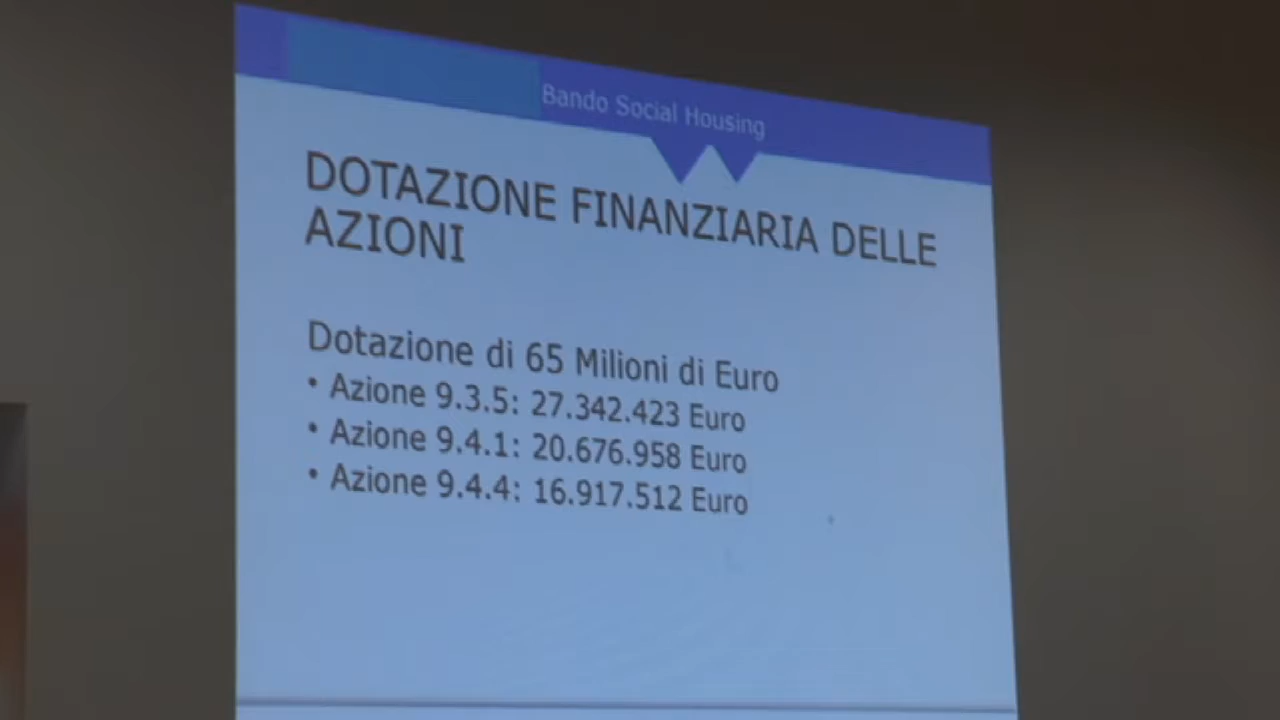 Bando Social Housing
DOTAZIONE FINANZIARIA DELLE
AZIONI
Dotazione di 65 Milioni di Euro
• Azione 9.3.5: 27.342.423 Euro
• Azione 9.4.1: 20.676.958 Euro
• Azione 9.4.4: 16.917.512 Euro